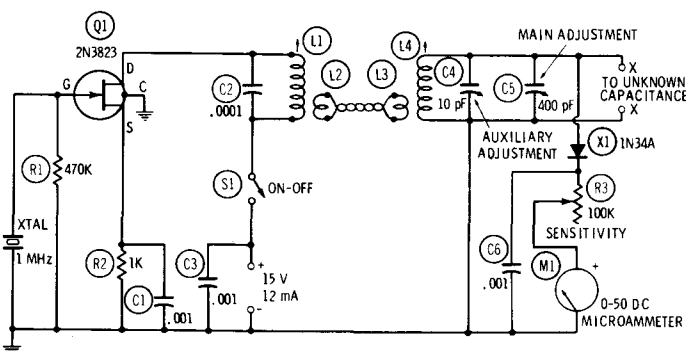 Q1
2N3823
D
G
C
S
R1
470K
XTAL
1 MHz
R2
1K
C1
.001
C2
.0001
L1
L2
L3
L4
S1
ON-OFF
C3
.001
+
15 V
12 mA
-
C4
10 pF
AUXILIARY
ADJUSTMENT
MAIN ADJUSTMENT
C5
400 pF
X
TO UNKNOWN
CAPACITANCE
X
X1
1N34A
R3
100K
SENSITIVITY
C6
.001
M1
+
0-50 DC
MICROAMMETER